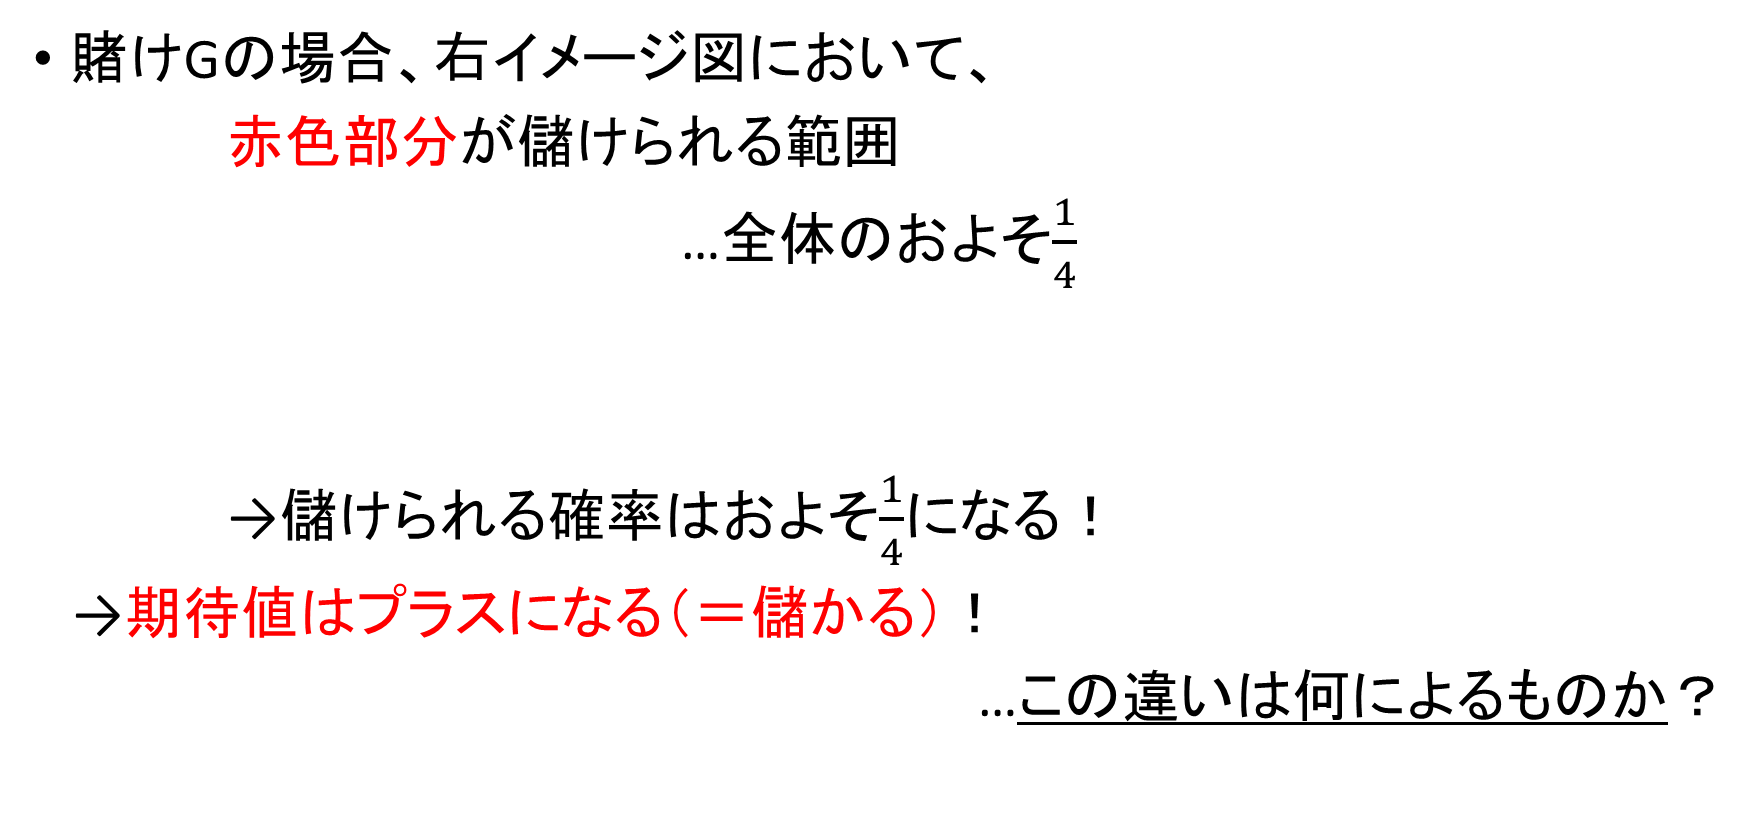 • 賭けGの場合、右イメージ図において、
赤色部分が儲けられる範囲
…全体のおよそ1/4
→儲けられる確率はおよそ1/4になる！
→期待値はプラスになる（＝儲かる）！
…この違いは何によるものか？